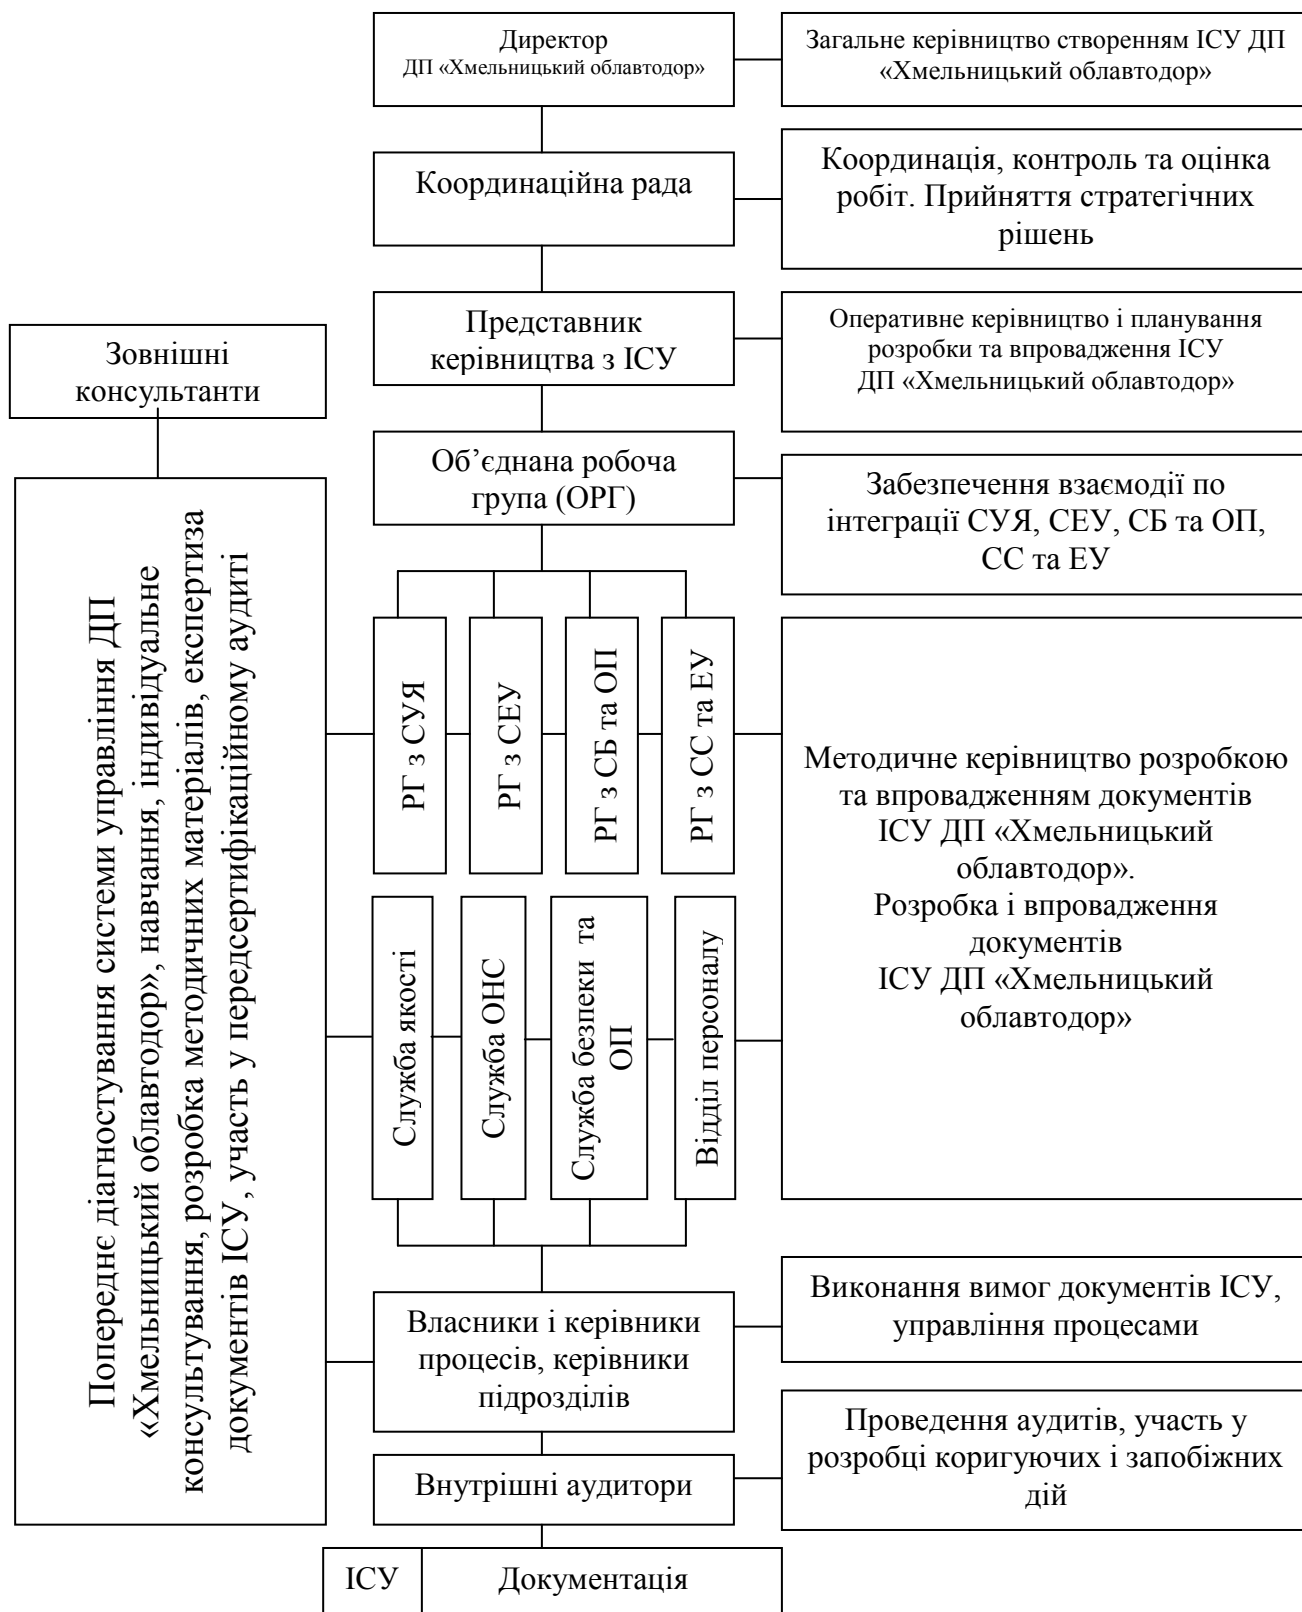 Директор
ДП «Хмельницький облавтодор»
Загальне керівництво створенням ІСУ ДП
«Хмельницький облавтодор»
Координаційна рада
Координація, контроль та оцінка
робіт. Прийняття стратегічних
рішень
Представник
керівництва з ІСУ
Оперативне керівництво і планування
розробки та впровадження ІСУ
ДП «Хмельницький облавтодор»
Зовнішні
консультанти
Об’єднана робоча
група (ОРГ)
Забезпечення взаємодії по
інтеграції СУЯ, СЕУ, СБ та ОП,
СС та ЕУ
Попереднє діагностування системи управління ДП
«Хмельницький облавтодор», навчання, індивідуальне
консультування, розробка методичних матеріалів, експертиза
документів ІСУ, участь у передсертифікаційному аудиті
РГ з СУЯ
РГ з СЕУ
РГ з СБ та ОП
РГ з СС та ЕУ
Методичне керівництво розробкою
та впровадженням документів
ІСУ ДП «Хмельницький
облавтодор».
Розробка і впровадження
документів
ІСУ ДП «Хмельницький
облавтодор»
Служба якості
Служба ОНС
Служба безпеки та
ОП
Відділ персоналу
Власники і керівники
процесів, керівники
підрозділів
Виконання вимог документів ІСУ,
управління процесами
Внутрішні аудитори
Проведення аудитів, участь у
розробці коригуючих і запобіжних
дій
ІСУ
Документація